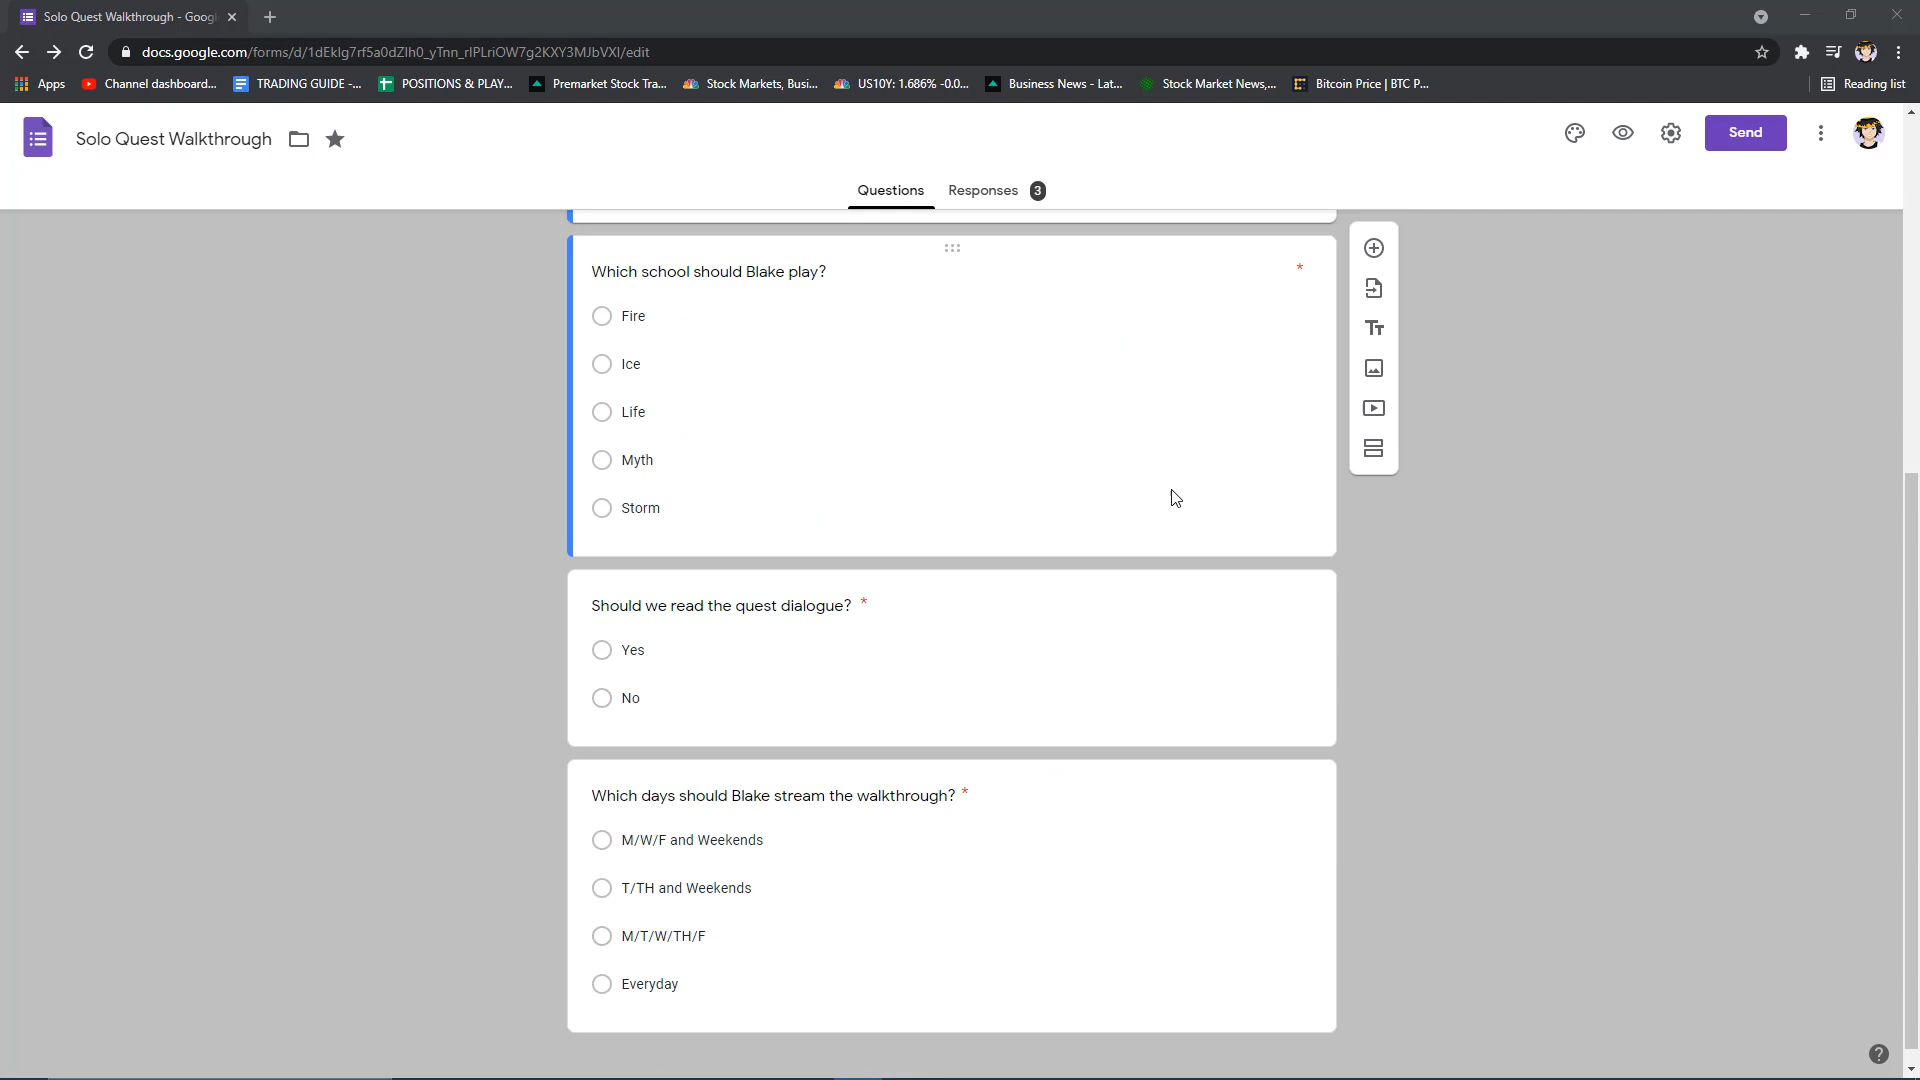 Solo Quest Walkthrough - Goog
docs.google.com/forms/d/1dEkIg7rf5a0dZIh0_yTnn_rIPLriOW7g2KXY3MJbVXI/edit
Apps Channel dashboard... TRADING GUIDE -... POSITIONS & PLAY... Premarket Stock Tra... Stock Markets, Busi... US10Y: 1.686% -0.0... Business News - Lat... Stock Market News,... Bitcoin Price | BTC P... Reading list
Solo Quest Walkthrough
Send
Questions Responses 3
Which school should Blake play? *
Fire
Ice
Life
Myth
Storm
Should we read the quest dialogue? *
Yes
No
Which days should Blake stream the walkthrough? *
M/W/F and Weekends
T/TH and Weekends
M/T/W/TH/F
Everyday